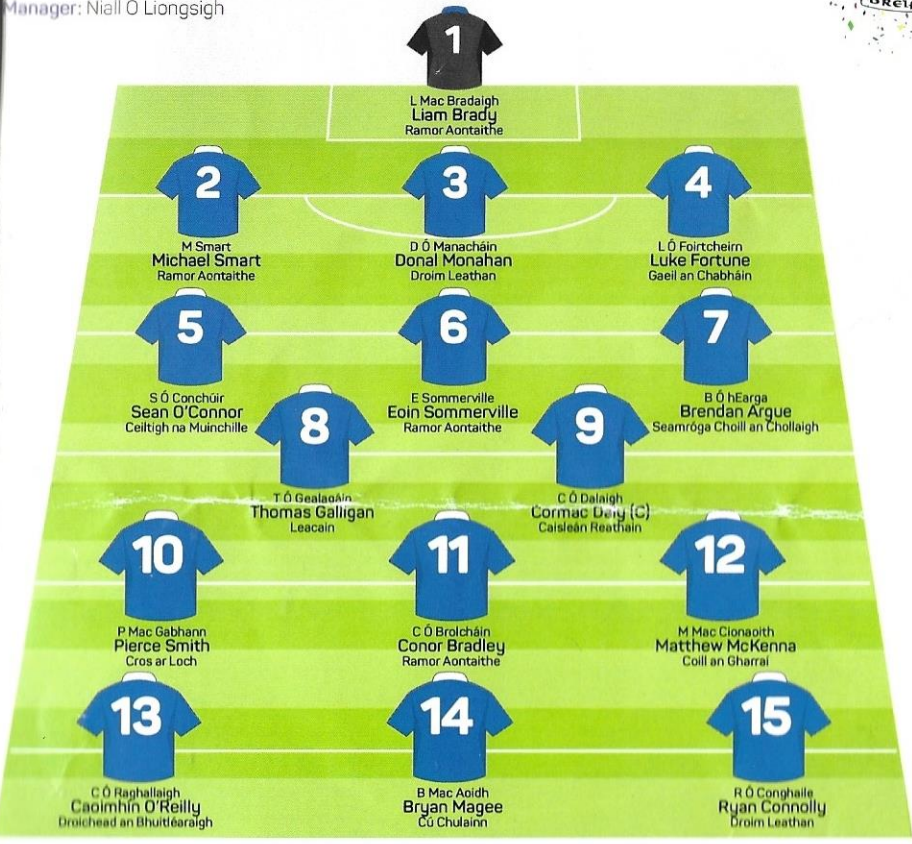 Manager: Niall Ó Liongsigh
1
L Mac Bradaigh
Liam Brady
Ramor Aontaithe
2
M Smart
Michael Smart
Ramor Aontaithe
3
D Ó Manacháin
Donal Monahan
Droim Leathan
4
L Ó Foirtcheirn
Luke Fortune
Gaeil an Chabháin
5
S Ó Conchúir
Sean O'Connor
Ceiltigh na Muinchille
6
E Sommerville
Eoin Sommerville
Ramor Aontaithe
7
B Ó hEarga
Brendan Argue
Seamróga Choill an Chollaigh
8
T Ó Gealagáin
Thomas Galligan
Leacain
9
C Ó Dalaigh
Cormac Daly (C)
Caisleán Reathain
10
P Mac Gabhann
Pierce Smith
Cros ar Loch
11
C Ó Brolcháin
Conor Bradley
Ramor Aontaithe
12
M Mac Cionaoith
Matthew McKenna
Coill an Gharraí
13
C Ó Raghallaigh
Caoimhín O'Reilly
Droichead an Bhuitléaraigh
14
B Mac Aoidh
Bryan Magee
Cú Chulainn
15
R Ó Conghaile
Ryan Connolly
Droim Leathan